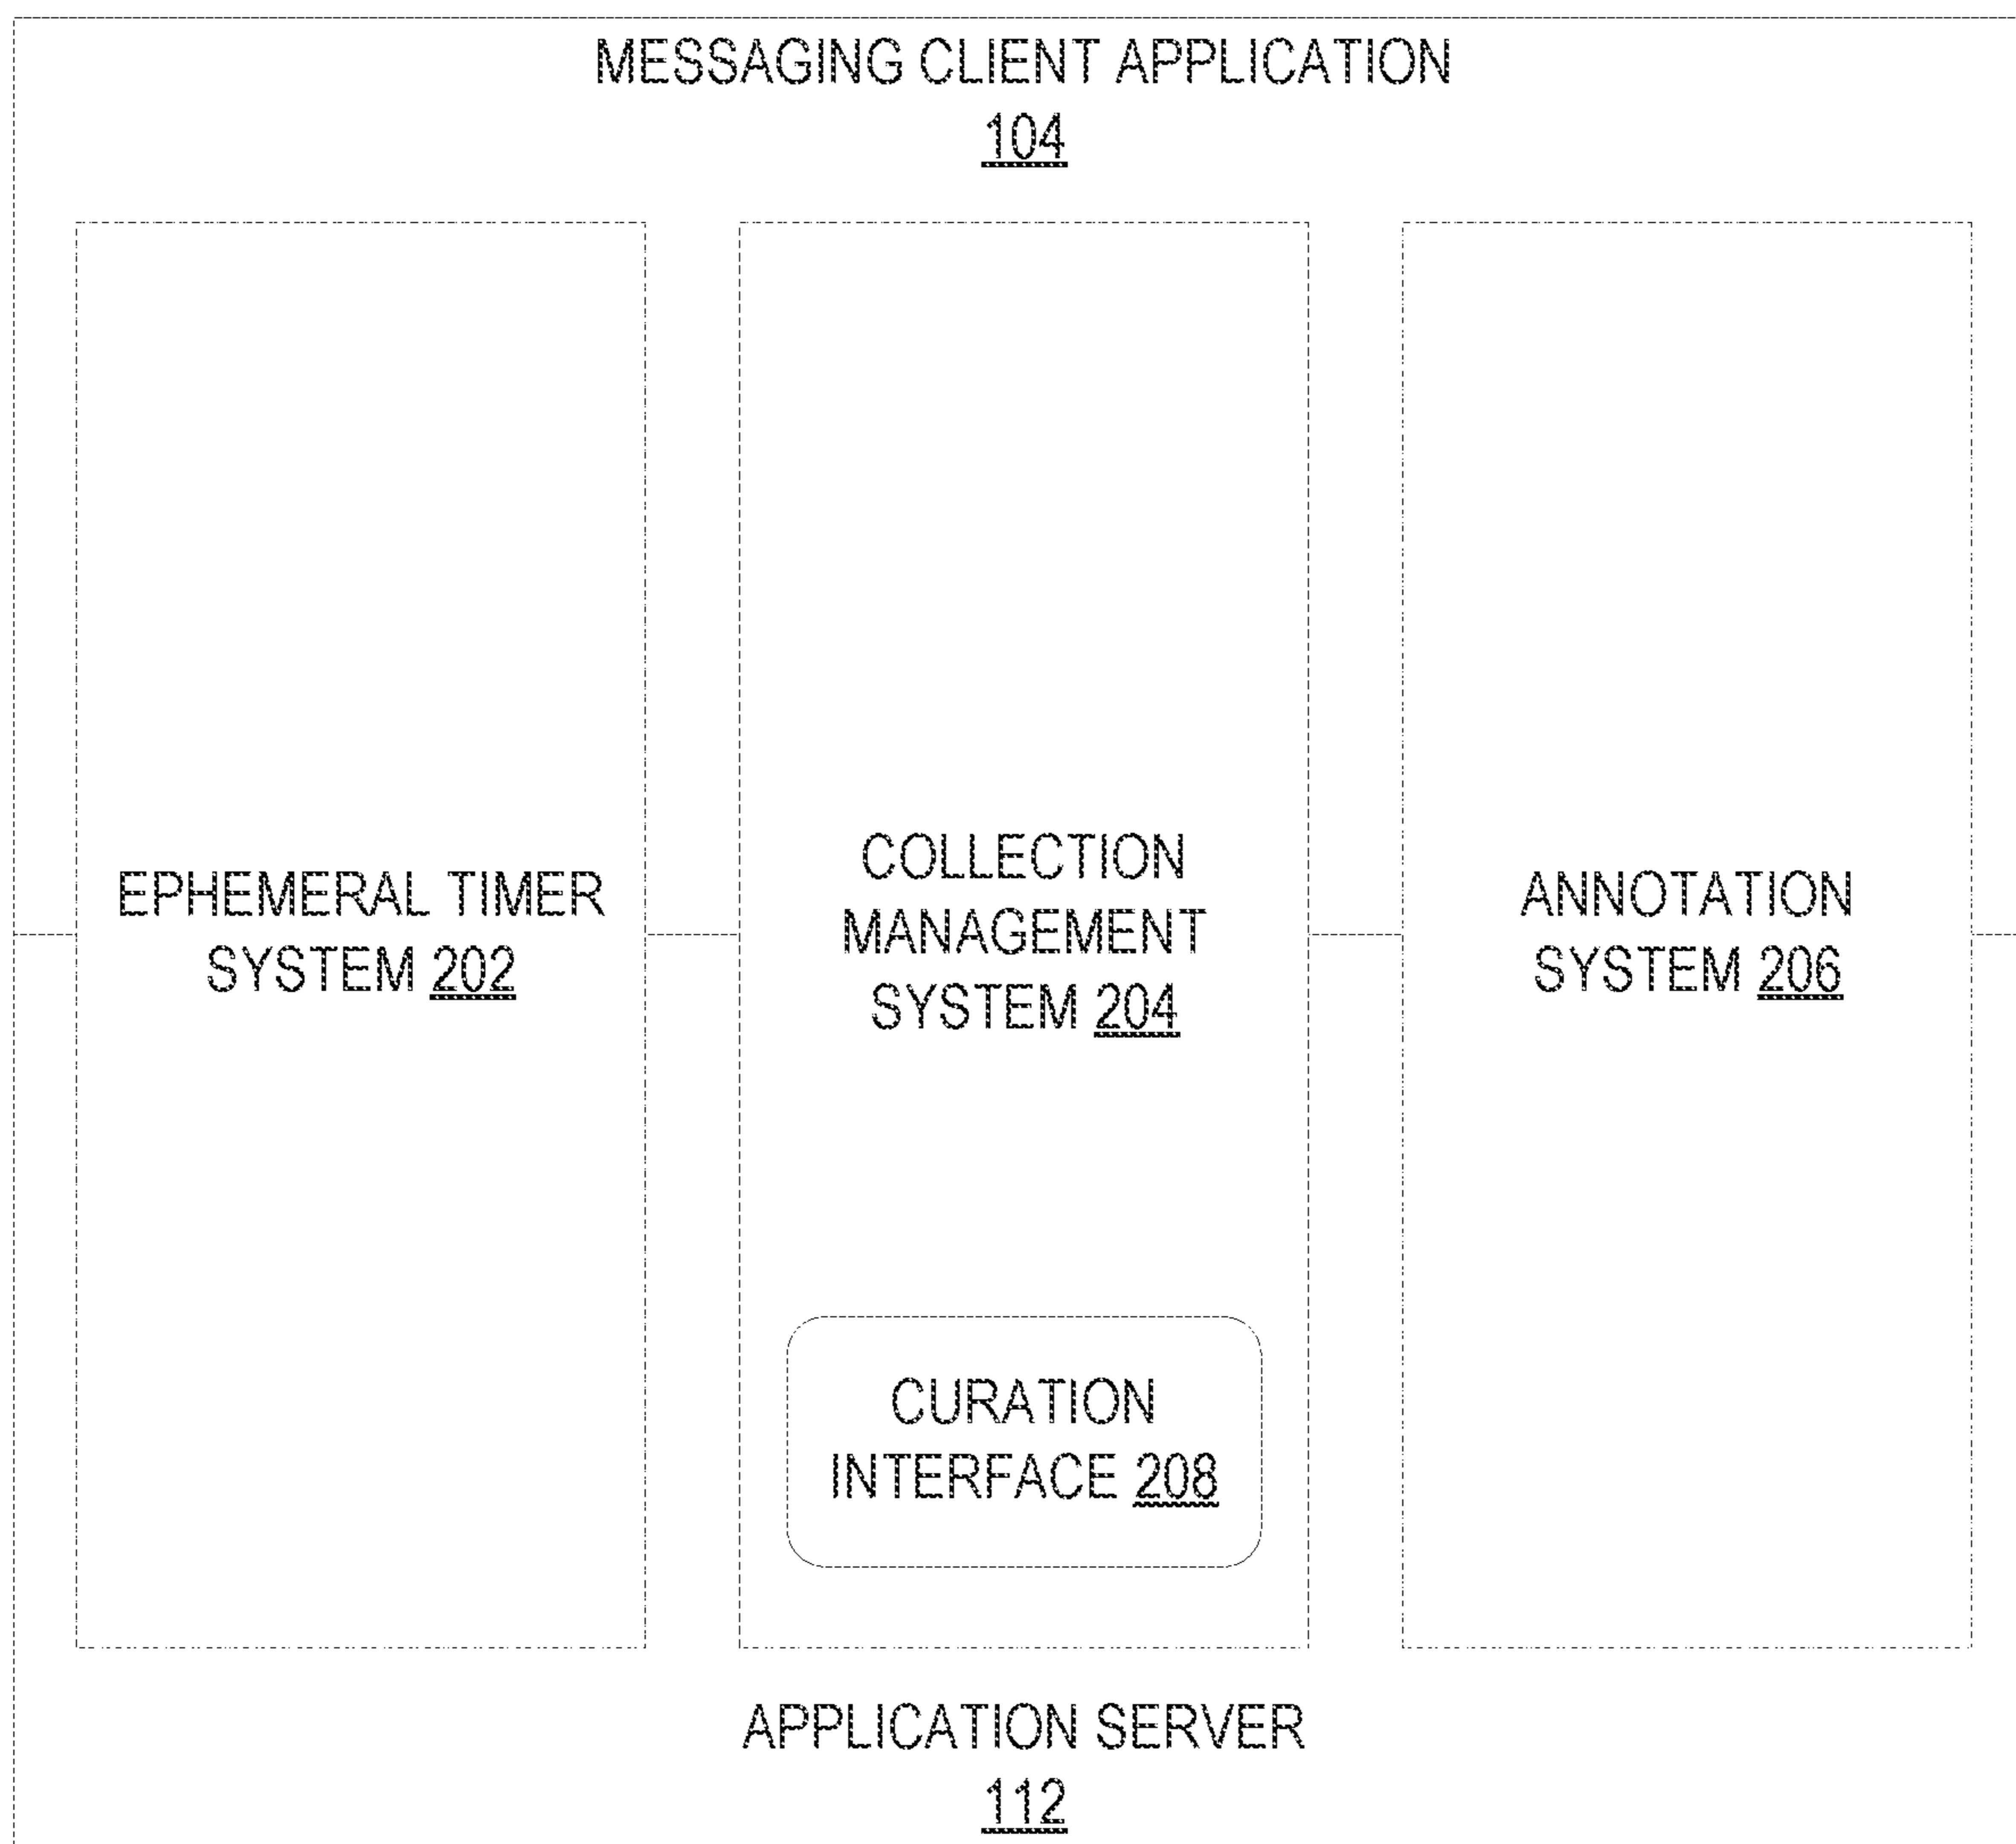 MESSAGING CLIENT APPLICATION
104
EPHEMERAL TIMER
SYSTEM 202
COLLECTION
MANAGEMENT
SYSTEM 204
ANNOTATION
SYSTEM 206
CURATION
INTERFACE 208
APPLICATION SERVER
112